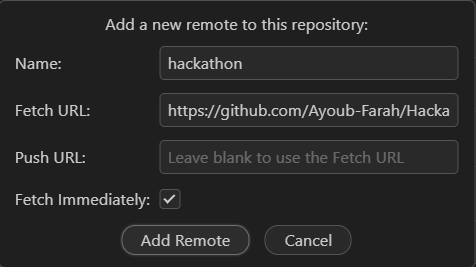 Add a new remote to this repository:
Name: hackathon
Fetch URL: https://github.com/Ayoub-Farah/Hacka
Push URL: Leave blank to use the Fetch URL
Fetch Immediately:
Add Remote Cancel